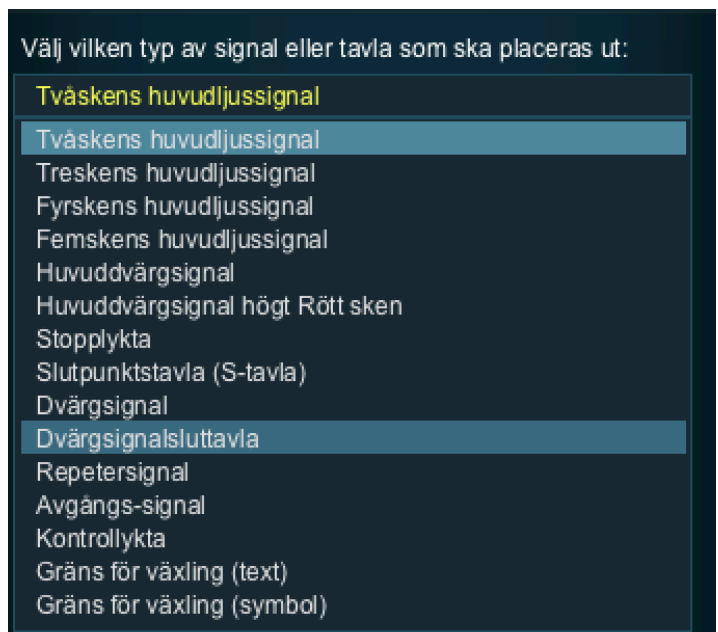 Välj vilken typ av signal eller tavla som ska placeras ut:
Tvåskens huvudljussignal
Tvåskens huvudljussignal
Treskens huvudljussignal
Fyrskens huvudljussignal
Femskens huvudljussignal
Huvuddvärgsignal
Huvuddvärgsignal högt Rött sken
Stopplykta
Slutpunktstavla (S-tavla)
Dvärgsignal
Dvärgsignalsluttavla
Repetersignal
Avgångs-signal
Kontrollykta
Gräns för växling (text)
Gräns för växling (symbol)